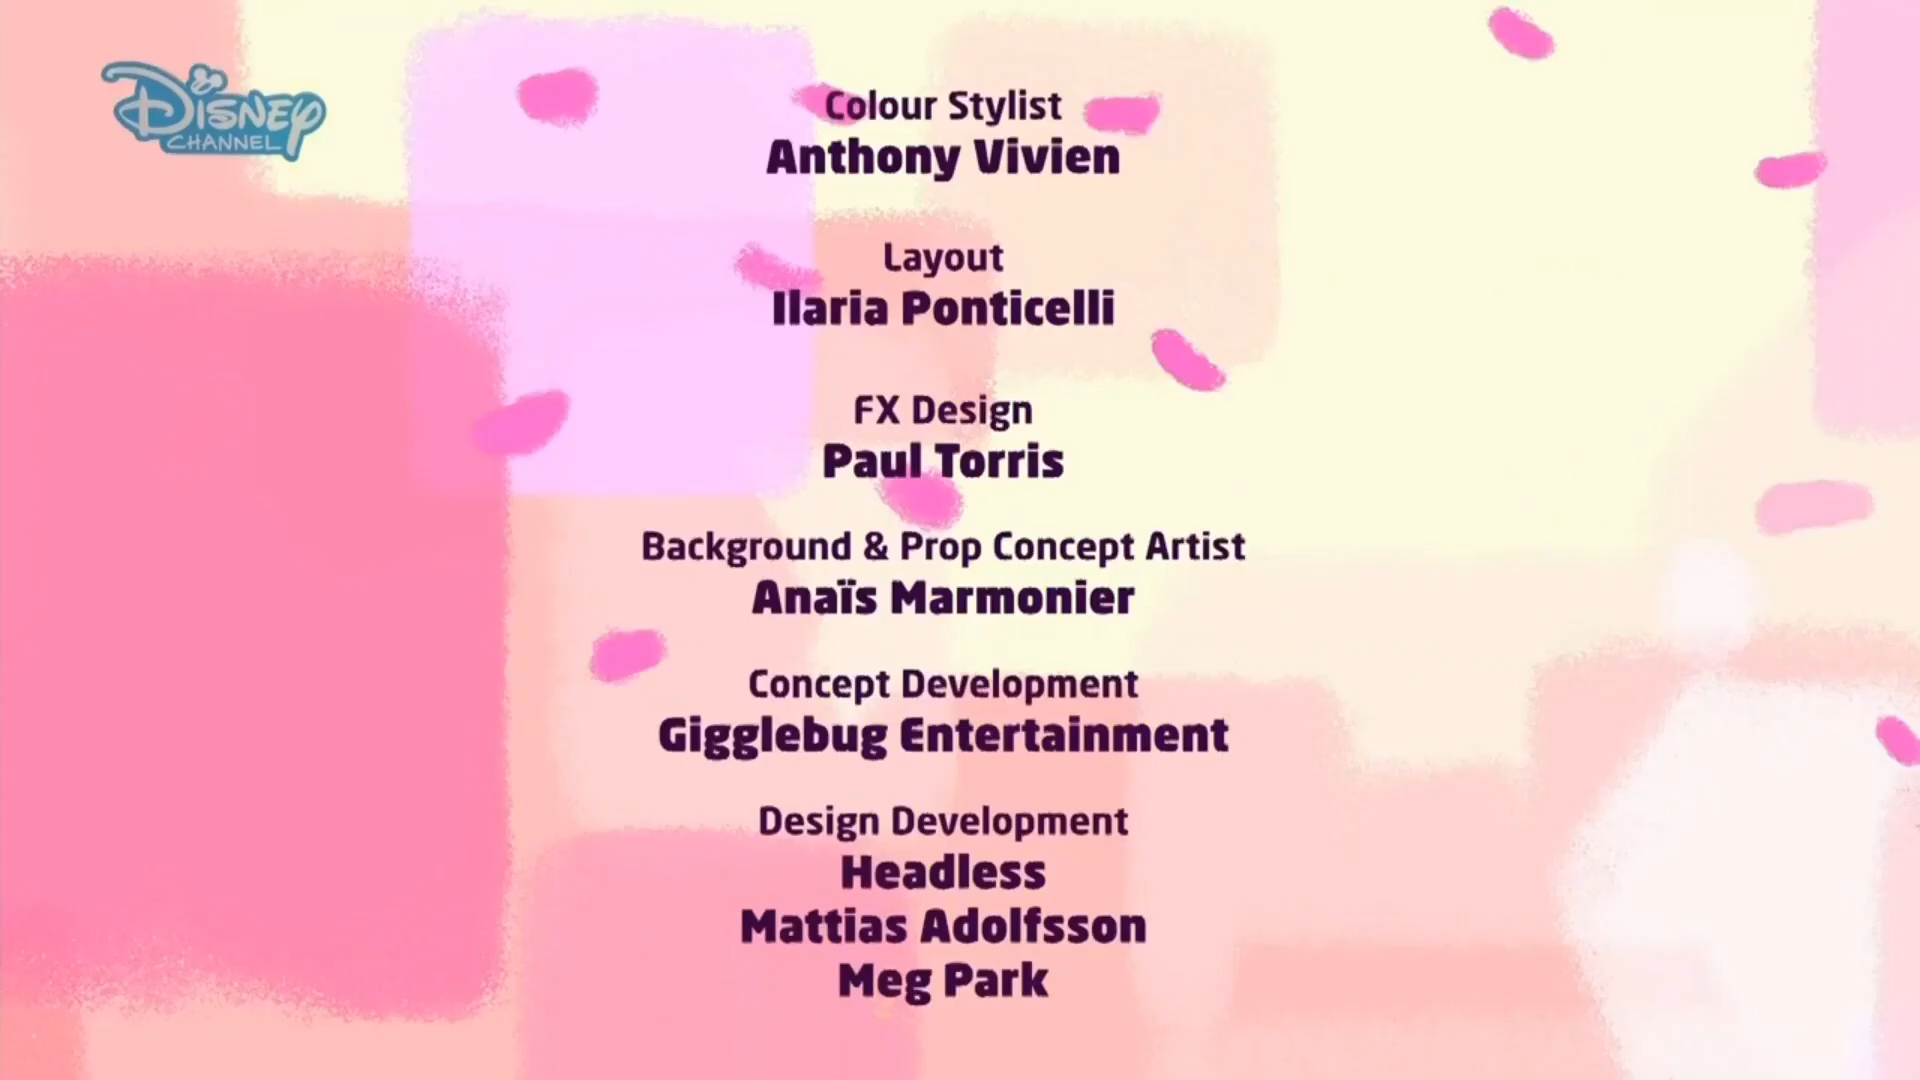 Disney
CHANNEL
Colour Stylist
Anthony Vivien
Layout
Ilaria Ponticelli
FX Design
Paul Torris
Background & Prop Concept Artist
Anaïs Marmonier
Concept Development
Gigglebug Entertainment
Design Development
Headless
Mattias Adolfsson
Meg Park